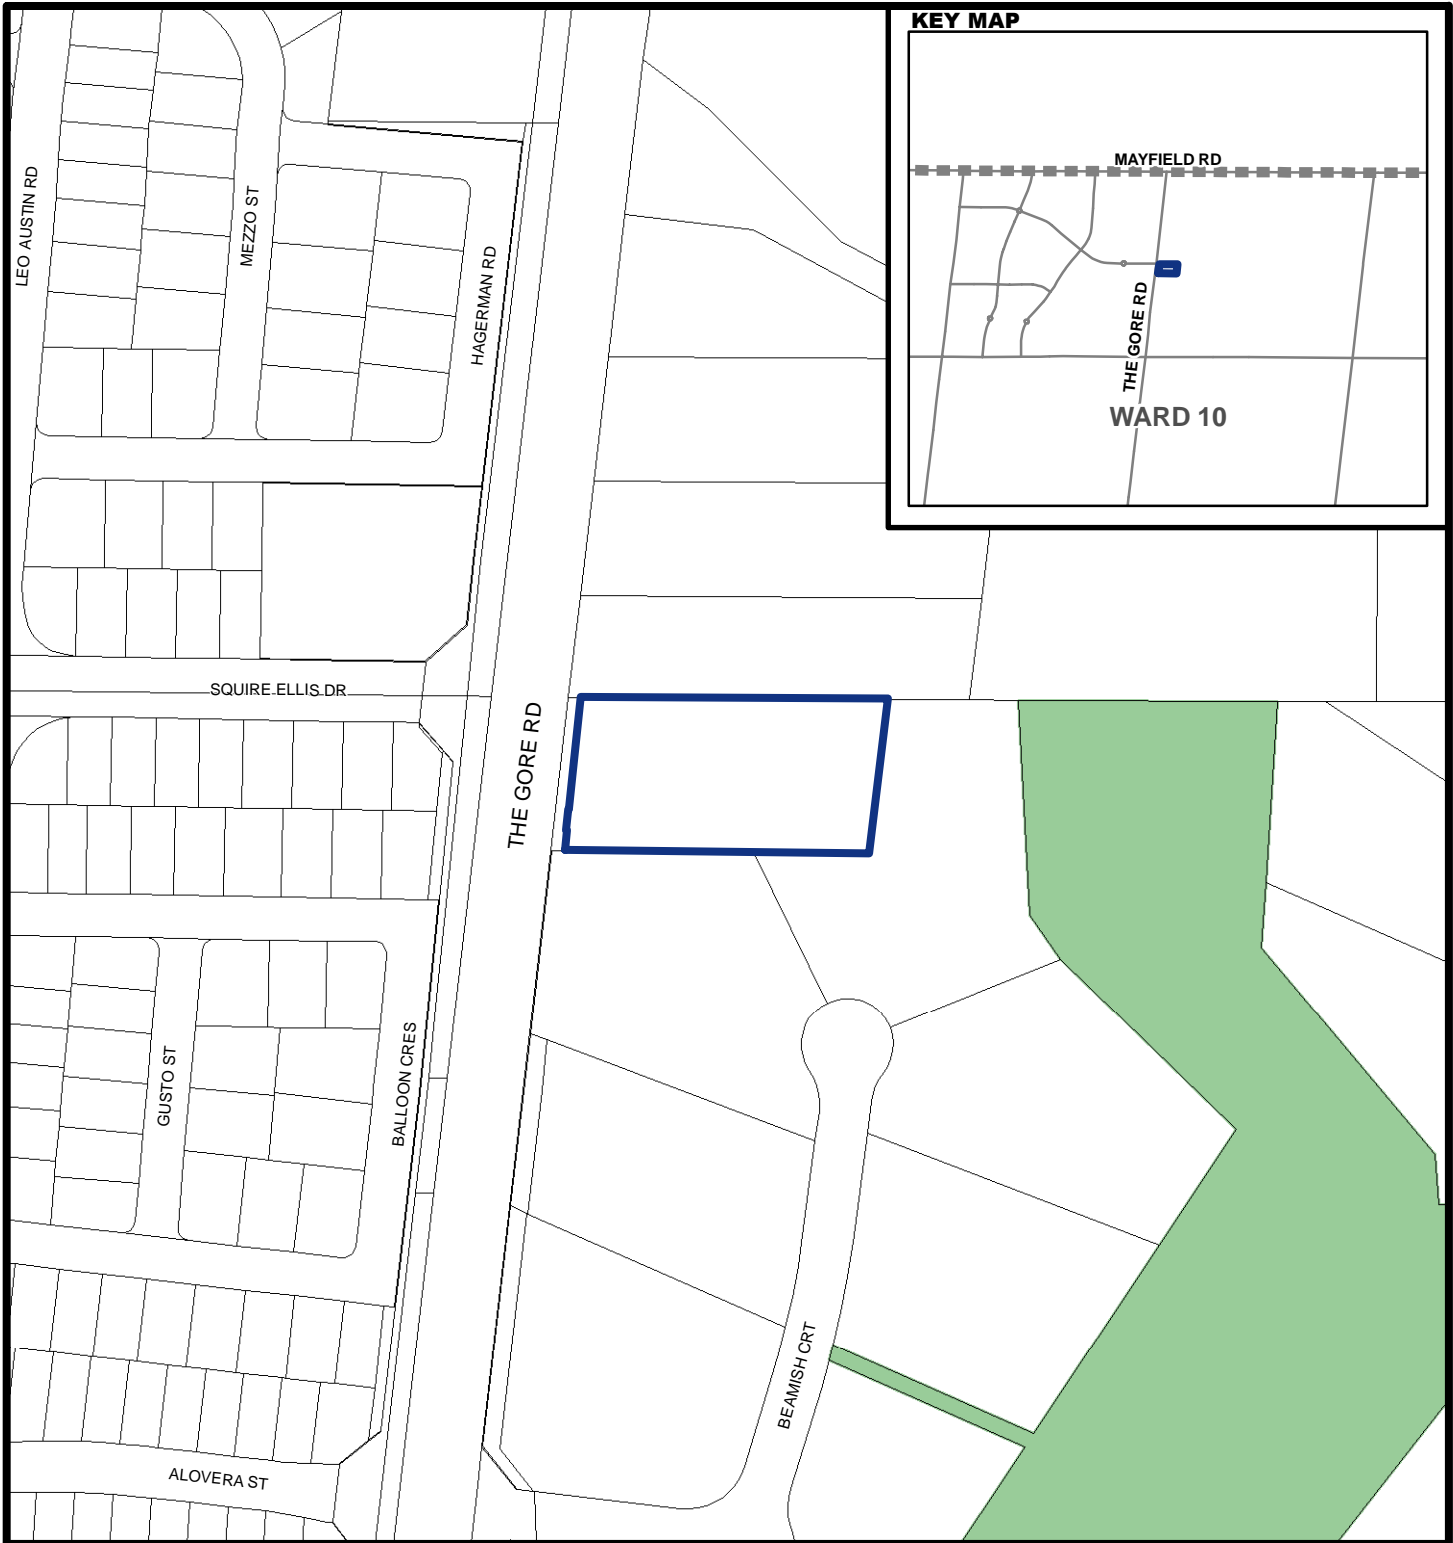 KEY MAP
MAYFIELD RD
THE GORE RD
WARD 10
LEO AUSTIN RD
MEZZO ST
HAGERMAN RD
SQUIRE ELLIS DR
THE GORE RD
GUSTO ST
BALLOON CRES
BEAMISH CRT
ALOVERA ST